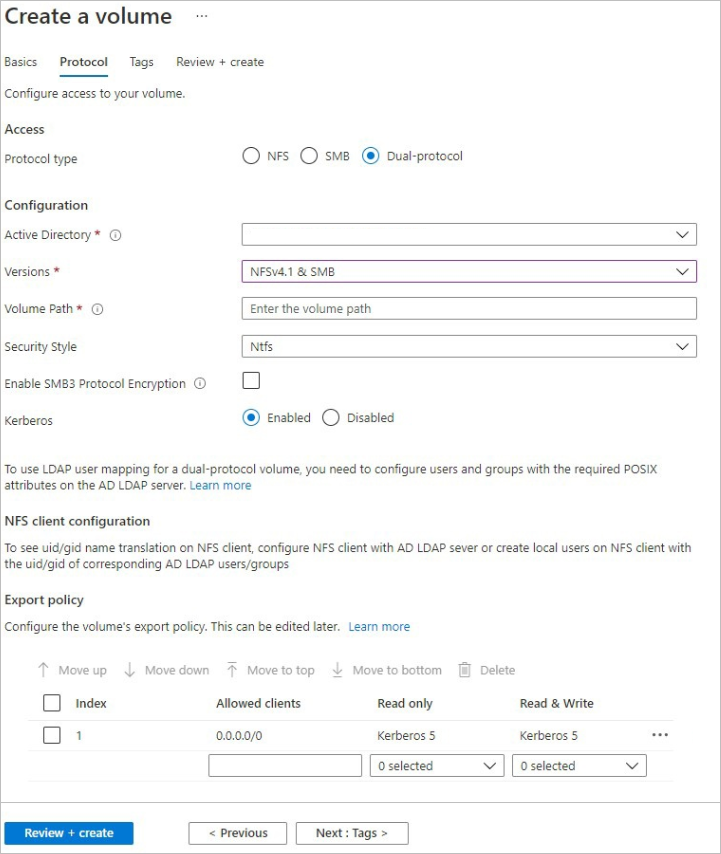 Create a volume ...
Basics Protocol Tags Review + create
Configure access to your volume.
Access
Protocol type NFS SMB Dual-protocol
Configuration
Active Directory *
Versions * NFSv4.1 & SMB
Volume Path * Enter the volume path
Security Style Ntfs
Enable SMB3 Protocol Encryption
Kerberos Enabled Disabled
To use LDAP user mapping for a dual-protocol volume, you need to configure users and groups with the required POSIX
attributes on the AD LDAP server. Learn more
NFS client configuration
To see uid/gid name translation on NFS client, configure NFS client with AD LDAP sever or create local users on NFS client with
the uid/gid of corresponding AD LDAP users/groups
Export policy
Configure the volume's export policy. This can be edited later. Learn more
Move up Move down Move to top Move to bottom Delete
Index Allowed clients Read only Read & Write
1 0.0.0.0/0 Kerberos 5 Kerberos 5 ...
0 selected 0 selected
Review + create < Previous Next : Tags >